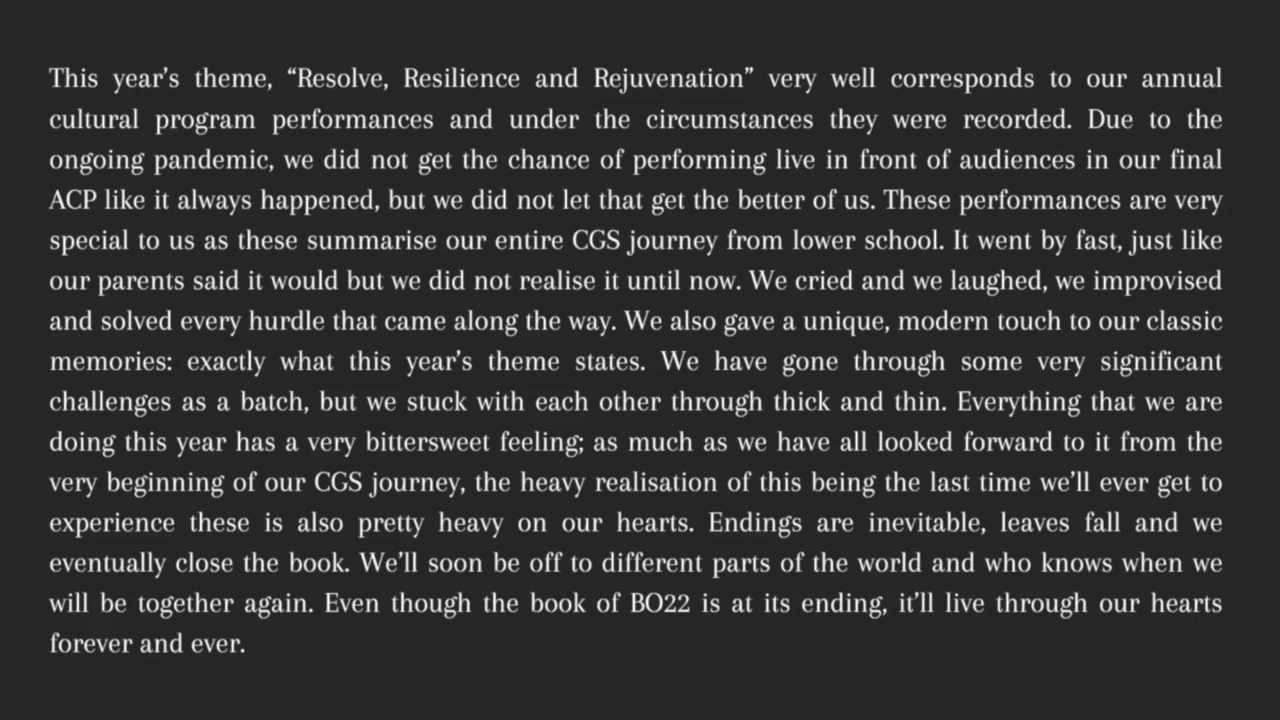 This year’s theme, “Resolve, Resilience and Rejuvenation” very well corresponds to our annual
cultural program performances and under the circumstances they were recorded. Due to the
ongoing pandemic, we did not get the chance of performing live in front of audiences in our final
ACP like it always happened, but we did not let that get the better of us. These performances are very
special to us as these summarise our entire CGS journey from lower school. It went by fast, just like
our parents said it would but we did not realise it until now. We cried and we laughed, we improvised
and solved every hurdle that came along the way. We also gave a unique, modern touch to our classic
memories: exactly what this year’s theme states. We have gone through some very significant
challenges as a batch, but we stuck with each other through thick and thin. Everything that we are
doing this year has a very bittersweet feeling; as much as we have all looked forward to it from the
very beginning of our CGS journey, the heavy realisation of this being the last time we’ll ever get to
experience these is also pretty heavy on our hearts. Endings are inevitable, leaves fall and we
eventually close the book. We’ll soon be off to different parts of the world and who knows when we
will be together again. Even though the book of BO22 is at its ending, it’ll live through our hearts
forever and ever.